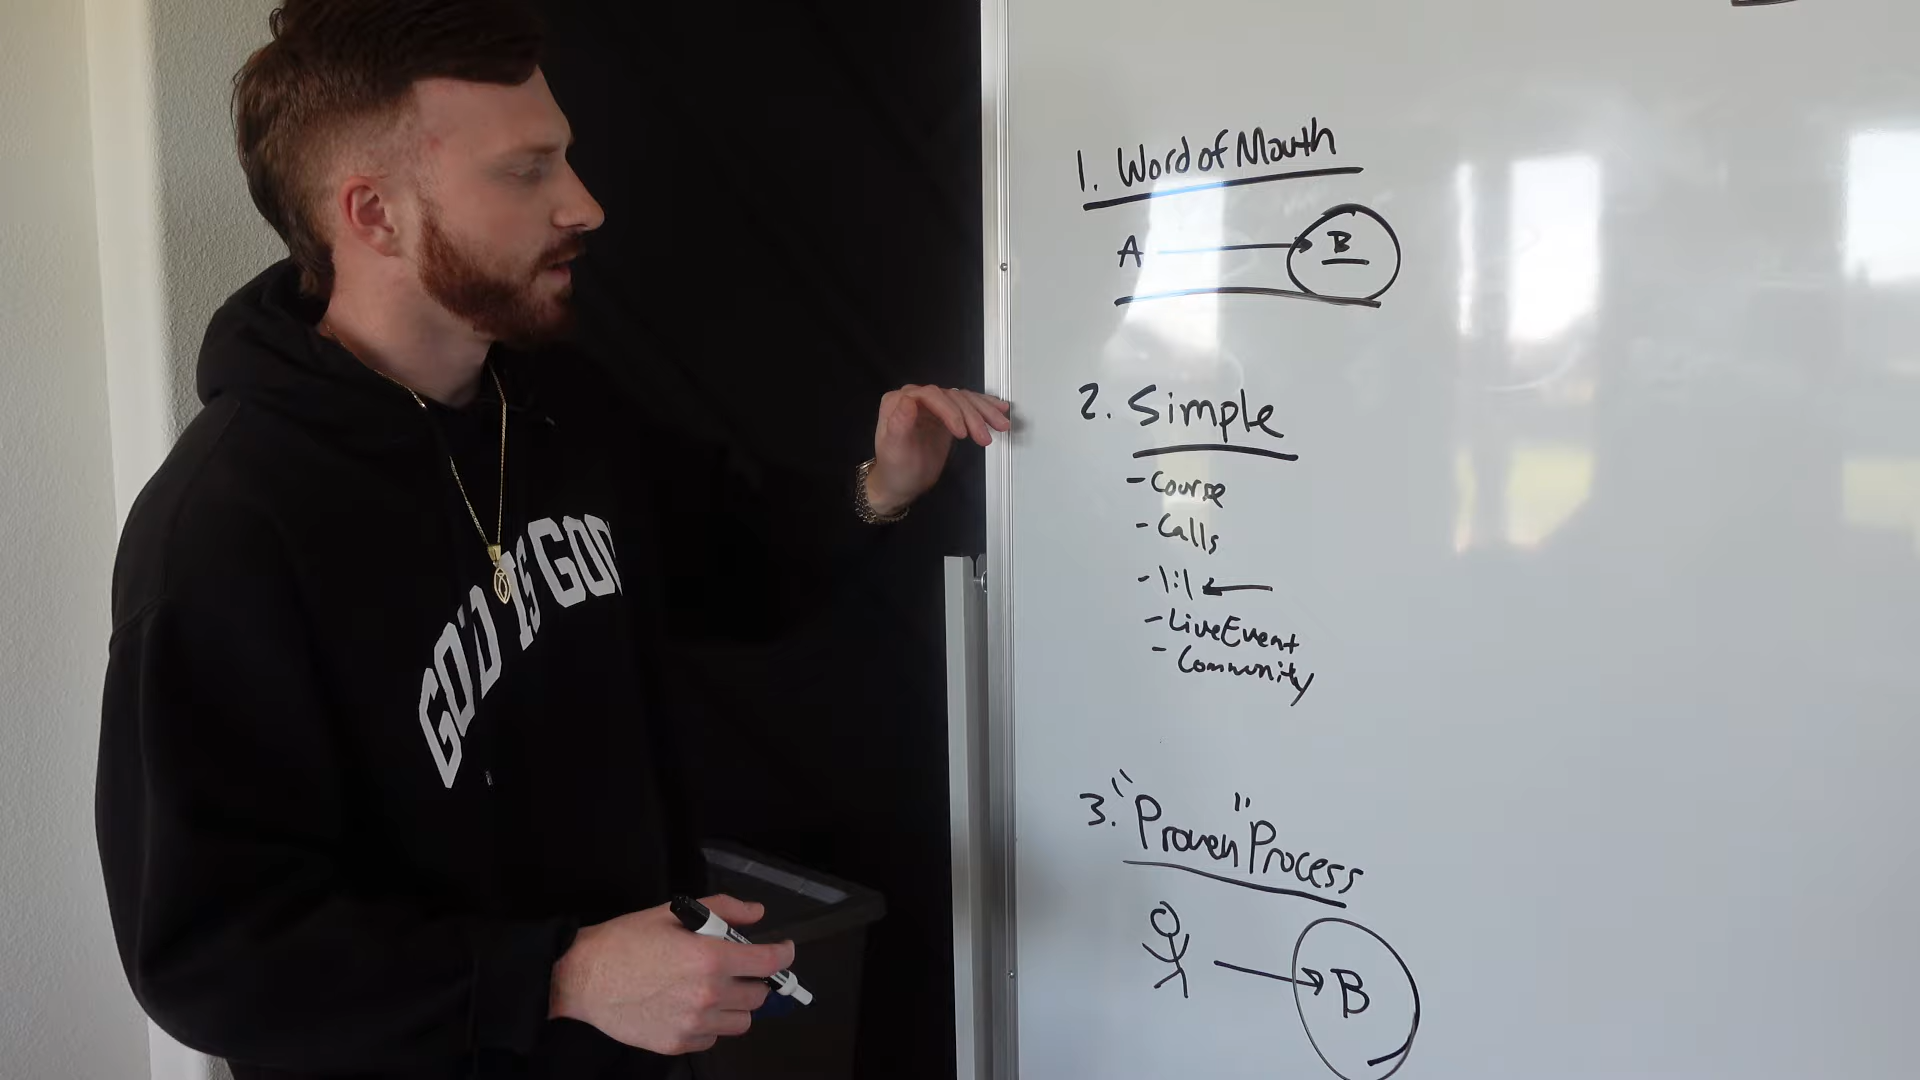 GOD IS GOOD
1. Word of Mouth
A B
2. Simple
- Course
- Calls
- 1:1
- Live Event
- Community
3. "Proven" Process
B